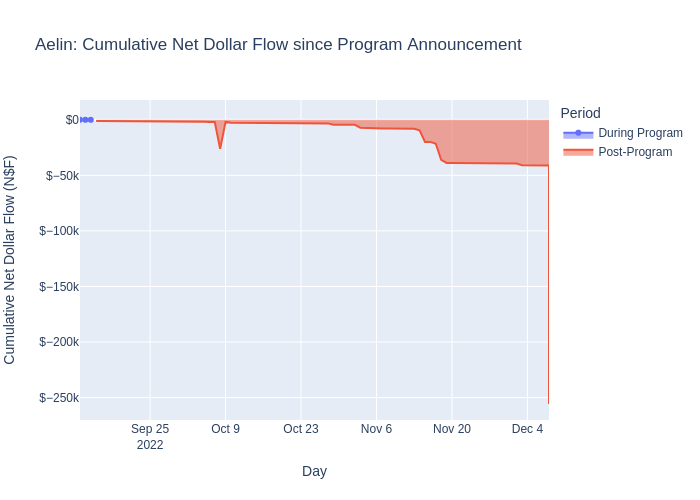 Aelin: Cumulative Net Dollar Flow since Program Announcement
Period
During Program
Post-Program
Cumulative Net Dollar Flow (N$F)
$0
$−50k
$−100k
$−150k
$−200k
$−250k
Sep 25
2022
Oct 9
Oct 23
Nov 6
Nov 20
Dec 4
Day